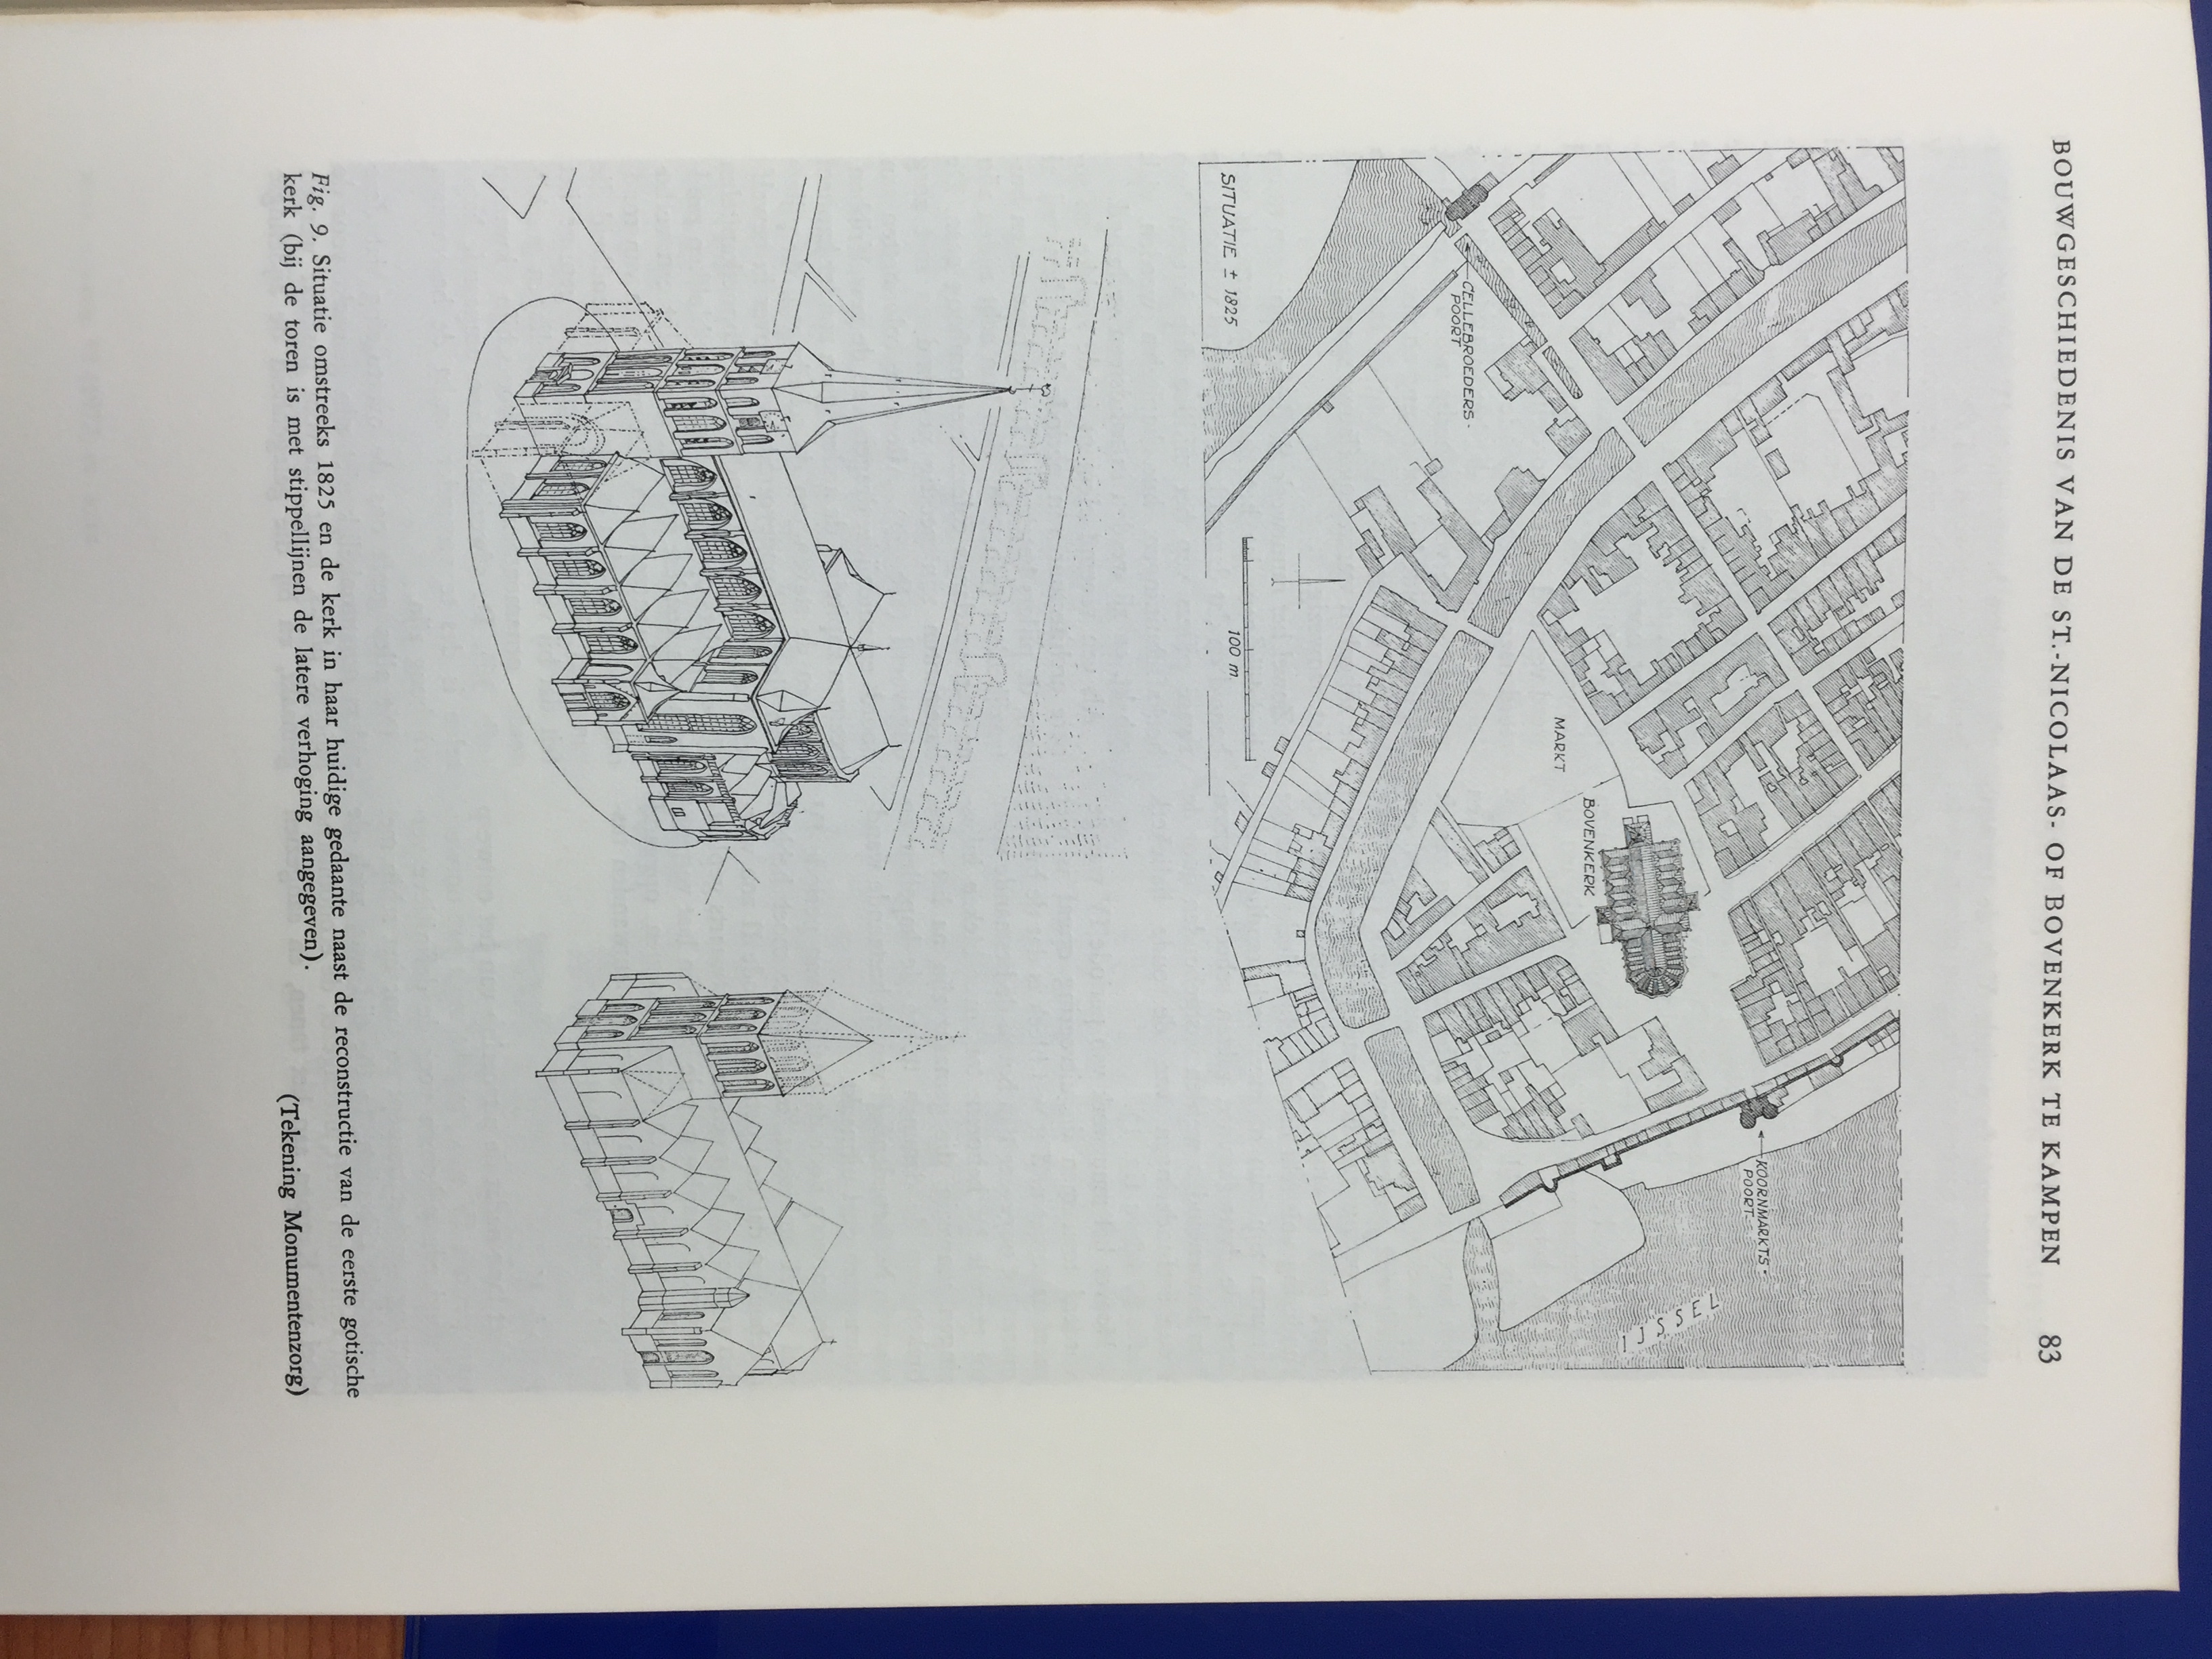 BOUWGESCHIEDENIS VAN DE ST.-NICOLAAS- OF BOVENKERK TE KAMPEN 83
CELEBROEDERS-
POORT
SITUATIE ± 1825
100 m
MARKT
BOVENKERK
KOORNMARKTS-
POORT
IJSSEL
Fig. 9. Situatie omstreeks 1825 en de kerk in haar huidige gedaante naast de reconstructie van de eerste gotische
kerk (bij de toren is met stippellijnen de latere verhoging aangegeven).
(Tekening Monumentenzorg)